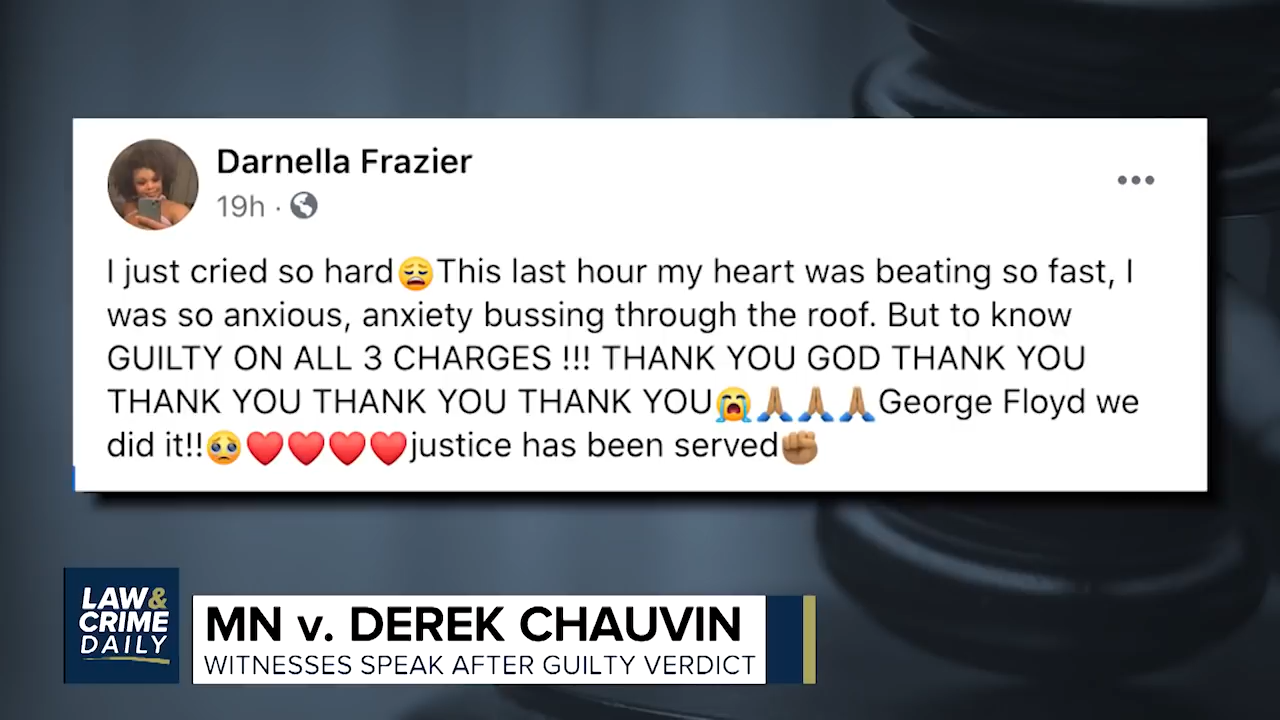 Darnella Frazier
19h ·
I just cried so hard😩This last hour my heart was beating so fast, I
was so anxious, anxiety bussing through the roof. But to know
GUILTY ON ALL 3 CHARGES !!! THANK YOU GOD THANK YOU
THANK YOU THANK YOU THANK YOU😭🙏🏽🙏🏽🙏🏽George Floyd we
did it!!🥺❤️❤️❤️❤️justice has been served✊🏽
LAW&
CRIME
DAILY
MN v. DEREK CHAUVIN
WITNESSES SPEAK AFTER GUILTY VERDICT